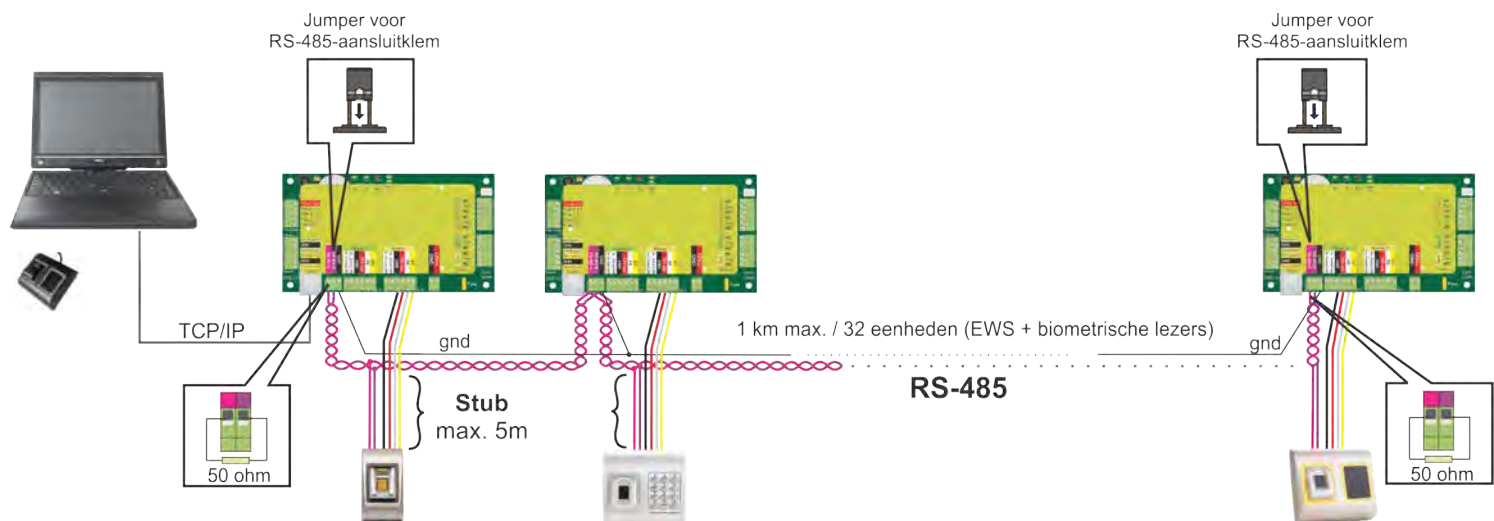 Jumper voor
RS-485-aansluitklem
Jumper voor
RS-485-aansluitklem
TCP/IP
gnd
1 km max. / 32 eenheden (EWS + biometrische lezers)
gnd
RS-485
Stub
max. 5m
50 ohm
50 ohm